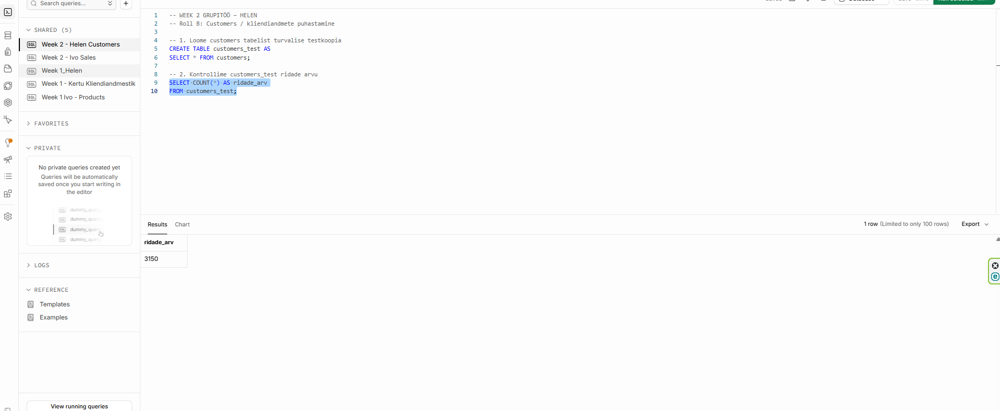 Search queries...
SHARED (5)
Week 2 - Helen Customers
Week 2 - Ivo Sales
Week 1_Helen
Week 1 - Kertu Kliendiandmestik
Week 1 Ivo - Products
FAVORITES
PRIVATE
No private queries created yet
Queries will be automatically
saved once you start writing in
the editor
dummy_query_
dummy_query_
dummy_query_
dummy_query_
LOGS
REFERENCE
Templates
Examples
View running queries
1 -- WEEK 2 GRUPITÖÖ – HELEN
2 -- Roll B: Customers / kliendiandmete puhastamine
3
4 -- 1. Loome customers tabelist turvalise testkoopia
5 CREATE TABLE customers_test AS
6 SELECT * FROM customers;
7
8 -- 2. Kontrollime customers_test ridade arvu
9 SELECT COUNT(*) AS ridade_arv
10 FROM customers_test;
Results Chart
1 row (Limited to only 100 rows) Export
ridade_arv
3150